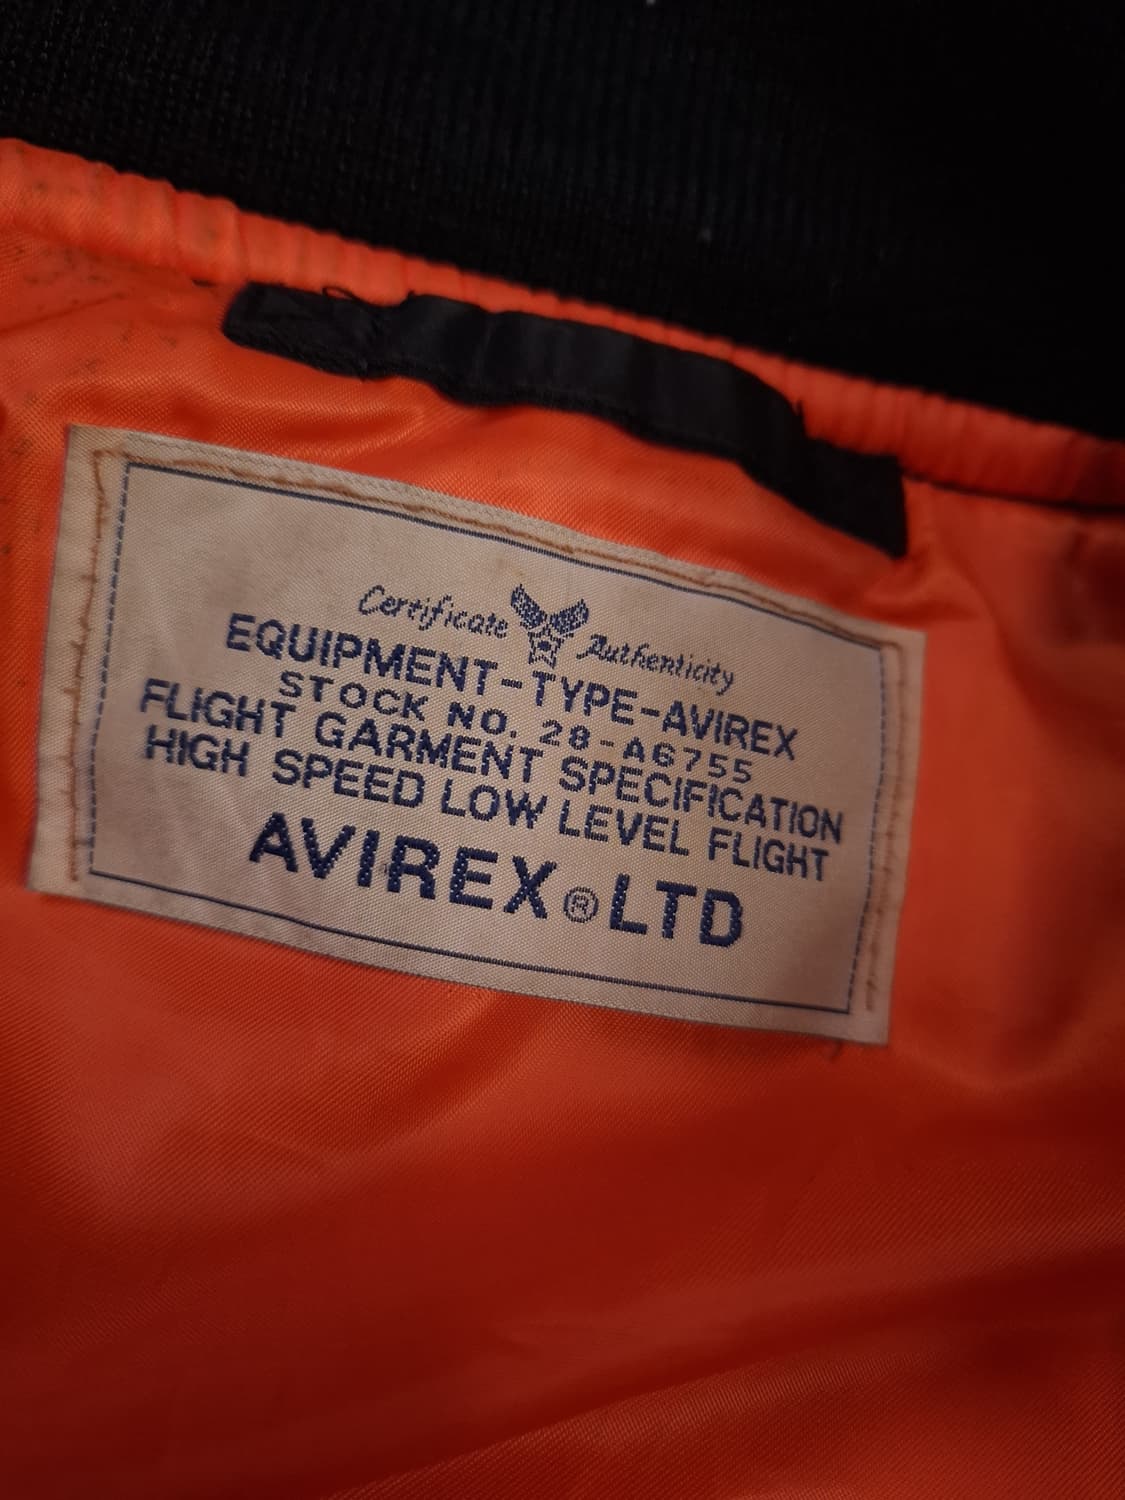 Certificate Authenticity
EQUIPMENT-TYPE-AVIREX
STOCK NO. 28-A6755
FLIGHT GARMENT SPECIFICATION
HIGH SPEED LOW LEVEL FLIGHT
AVIREX ® LTD